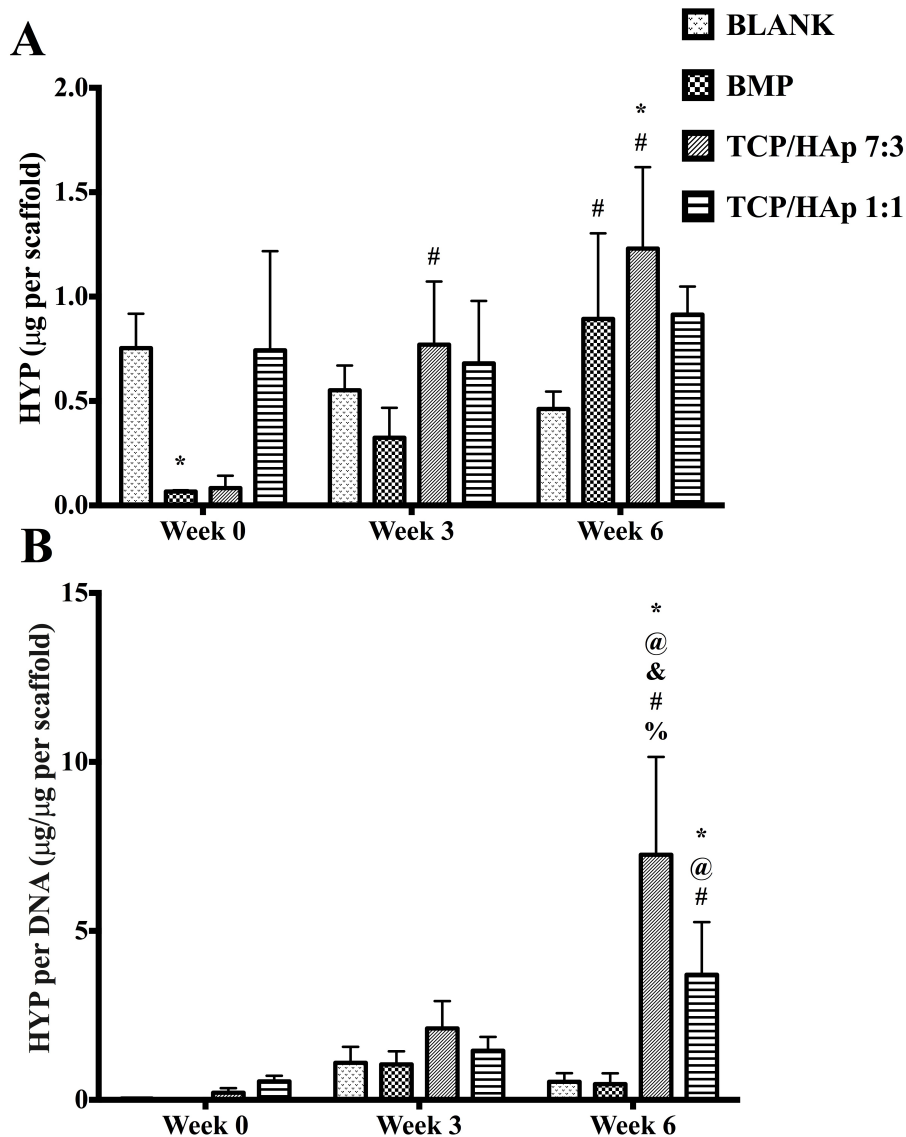 A
BLANK
BMP
TCP/HAp 7:3
TCP/HAp 1:1
HYP (µg per scaffold)
2.0
1.5
1.0
0.5
0.0
*
#
#
*
#
Week 0 Week 3 Week 6
B
HYP per DNA (µg/µg per scaffold)
15
10
5
0
*
@
&
#
%
*
@
#
Week 0 Week 3 Week 6